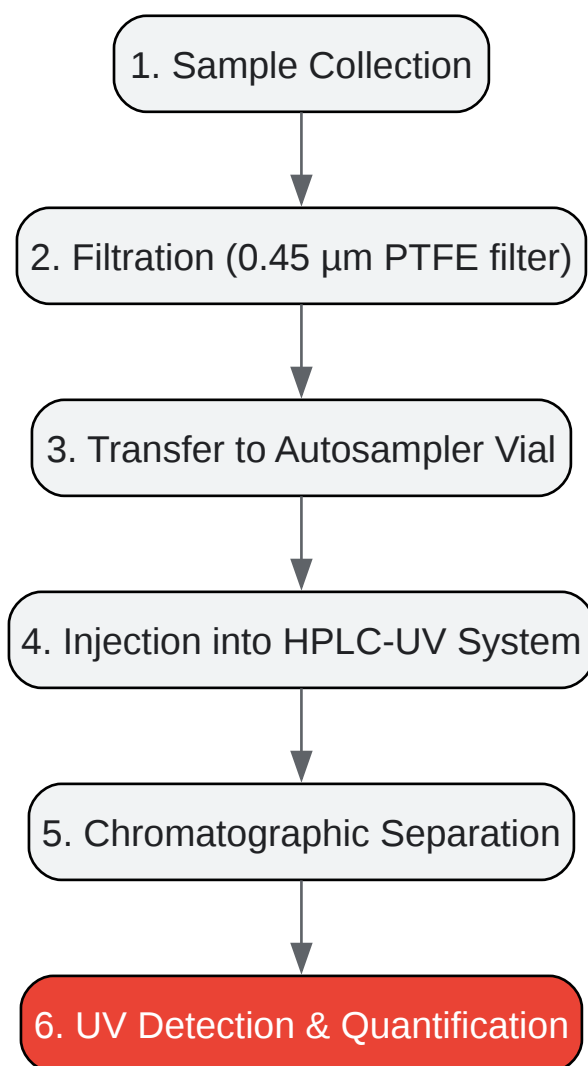 1. Sample Collection
2. Filtration (0.45 µm PTFE filter)
3. Transfer to Autosampler Vial
4. Injection into HPLC-UV System
5. Chromatographic Separation
6. UV Detection & Quantification